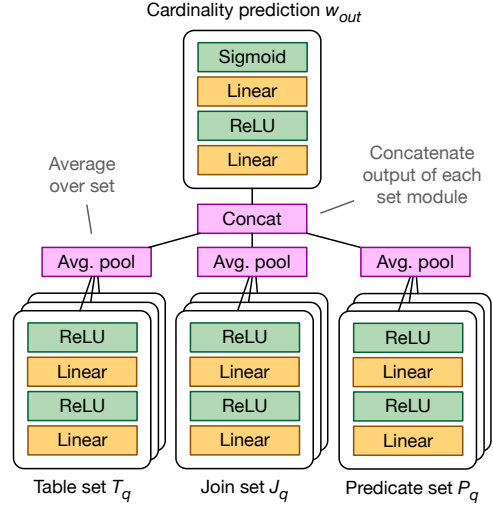 Cardinality prediction w_out
Sigmoid
Linear
ReLU
Linear
Average
over set
Concatenate
output of each
set module
Concat
Avg. pool
Avg. pool
Avg. pool
ReLU
Linear
ReLU
Linear
ReLU
Linear
ReLU
Linear
ReLU
Linear
ReLU
Linear
Table set T_q
Join set J_q
Predicate set P_q